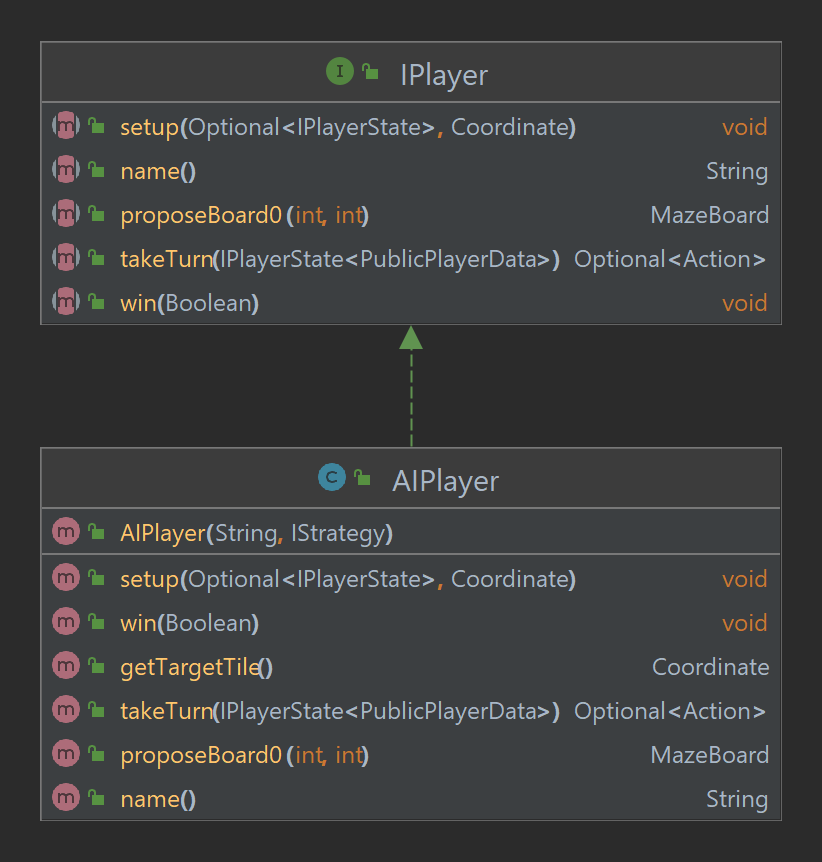 I IPlayer
m setup(Optional<IPlayerState>, Coordinate) void
m name() String
m proposeBoard0(int, int) MazeBoard
m takeTurn(IPlayerState<PublicPlayerData>) Optional<Action>
m win(Boolean) void
C AIPlayer
m AIPlayer(String, IStrategy)
m setup(Optional<IPlayerState>, Coordinate) void
m win(Boolean) void
m getTargetTile() Coordinate
m takeTurn(IPlayerState<PublicPlayerData>) Optional<Action>
m proposeBoard0(int, int) MazeBoard
m name() String